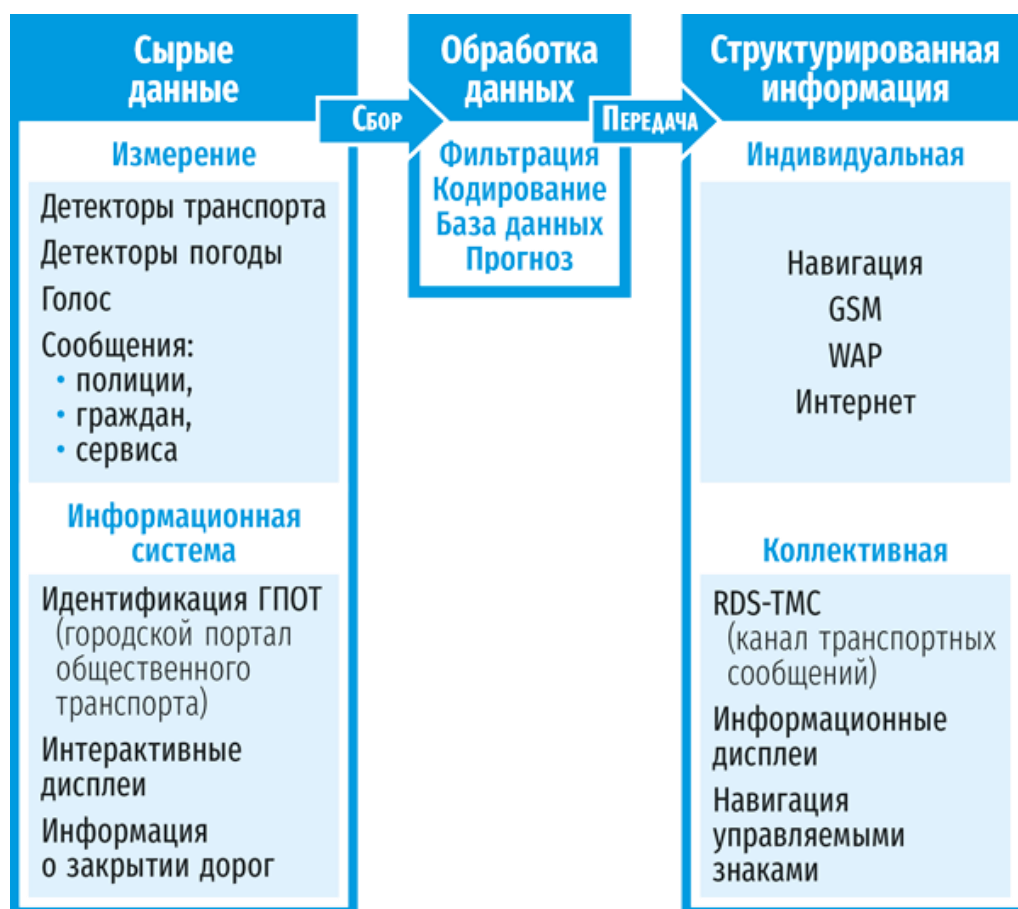 Сырые
данные
Сбор
Обработка
данных
Передача
Структурированная
информация
Измерение
Детекторы транспорта
Детекторы погоды
Голос
Сообщения:
• полиции,
• граждан,
• сервиса
Информационная
система
Идентификация ГПОТ
(городской портал
общественного
транспорта)
Интерактивные
дисплеи
Информация
о закрытии дорог
Фильтрация
Кодирование
База данных
Прогноз
Индивидуальная
Навигация
GSM
WAP
Интернет
Коллективная
RDS-TMC
(канал транспортных
сообщений)
Информационные
дисплеи
Навигация
управляемыми
знаками